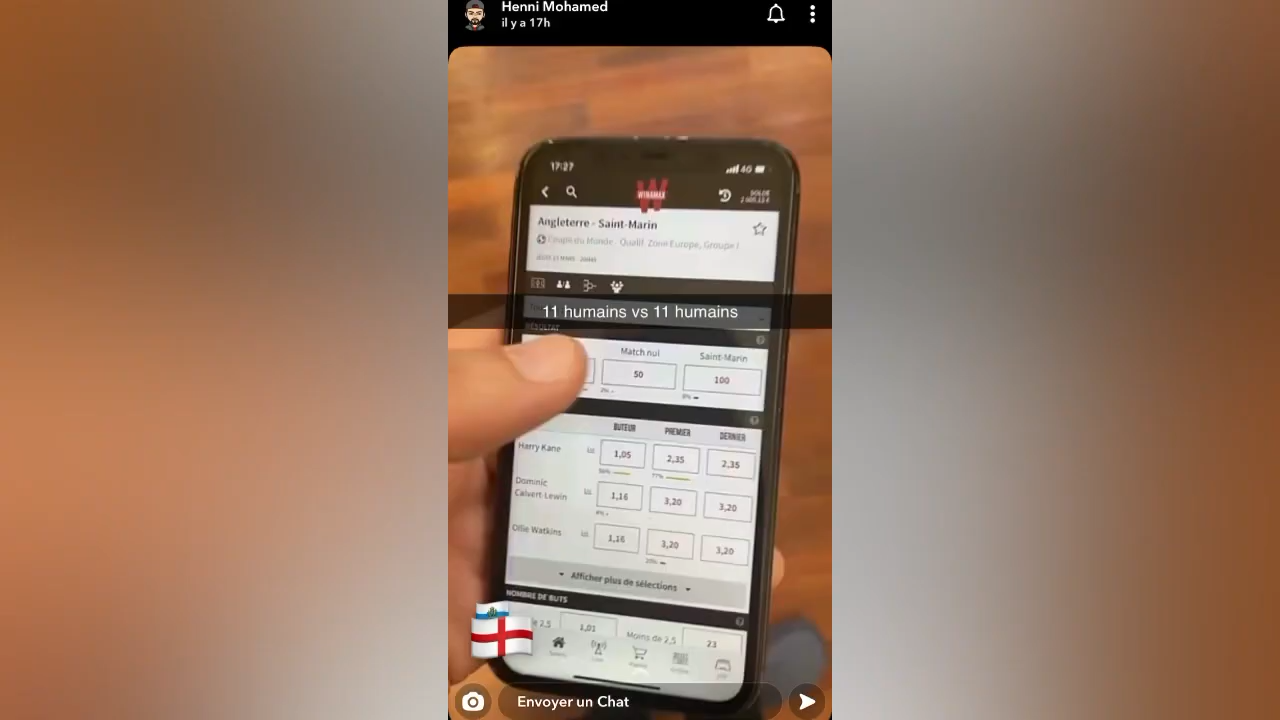 Henni Mohamed
il y a 17h
17:27
4G
WINAMAX
SOLDE
Angleterre - Saint-Marin
Coupe du Monde - Qualif. Zone Europe, Groupe I
11 humains vs 11 humains
RÉSULTAT
Match nul
Saint-Marin
50
100
BUTEUR PREMIER DERNIER
Harry Kane 1,05 2,35 2,35
Dominic
Calvert-Lewin 1,16 3,20 3,20
Ollie Watkins 1,16 3,20 3,20
Afficher plus de sélections
NOMBRE DE BUTS
de 2,5 1,01 Moins de 2,5 23
Envoyer un Chat